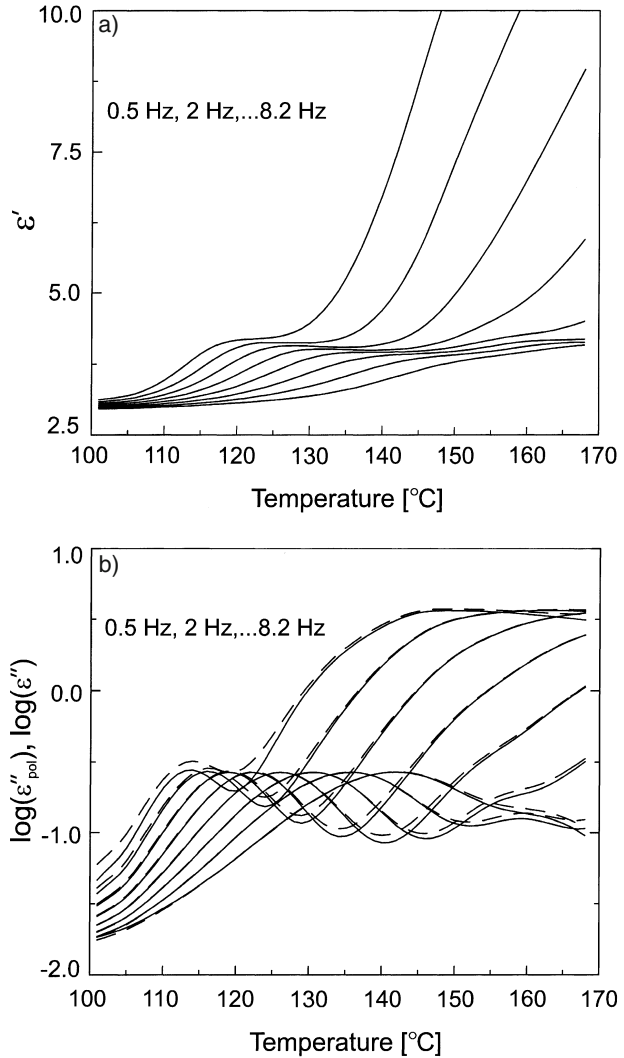 10.0
a)
0.5 Hz, 2 Hz,...8.2 Hz
7.5
ε′
5.0
2.5
100 110 120 130 140 150 160 170
Temperature [°C]
1.0
b)
0.5 Hz, 2 Hz,...8.2 Hz
log(ε″pol), log(ε″)
0.0
-1.0
-2.0
100 110 120 130 140 150 160 170
Temperature [°C]